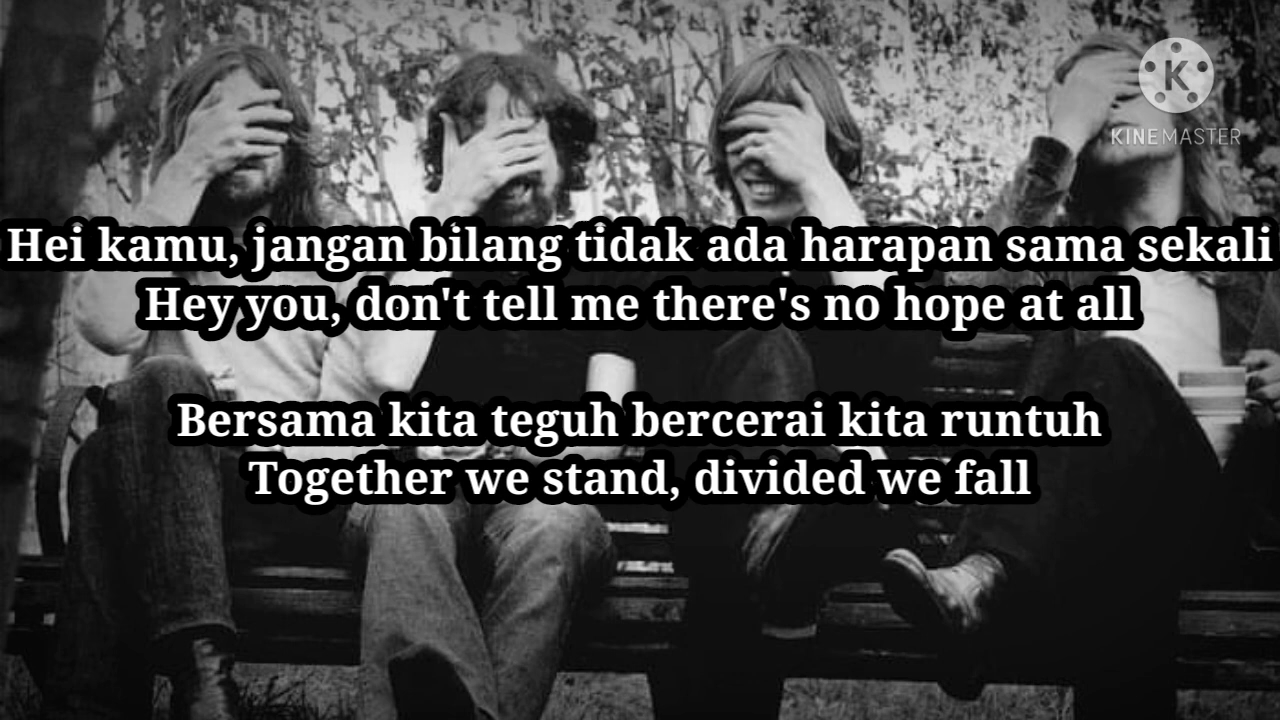 K
KINEMASTER
Hei kamu, jangan bilang tidak ada harapan sama sekali
Hey you, don't tell me there's no hope at all
Bersama kita teguh bercerai kita runtuh
Together we stand, divided we fall